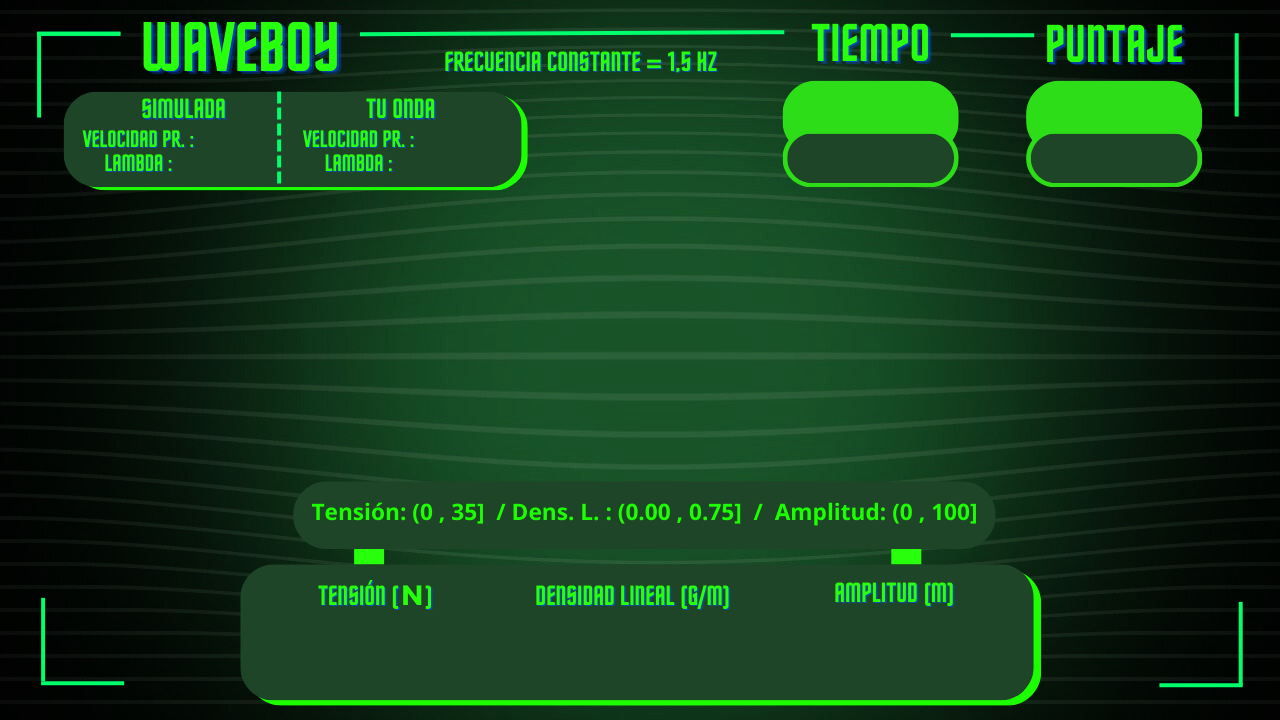 WAVEBOY
FRECUENCIA CONSTANTE = 1,5 HZ
TIEMPO
PUNTAJE
SIMULADA
VELOCIDAD PR. :
LAMBDA :
TU ONDA
VELOCIDAD PR. :
LAMBDA :
Tensión: (0 , 35] / Dens. L. : (0.00 , 0.75] / Amplitud: (0 , 100]
TENSIÓN (N)
DENSIDAD LINEAL (G/M)
AMPLITUD (M)